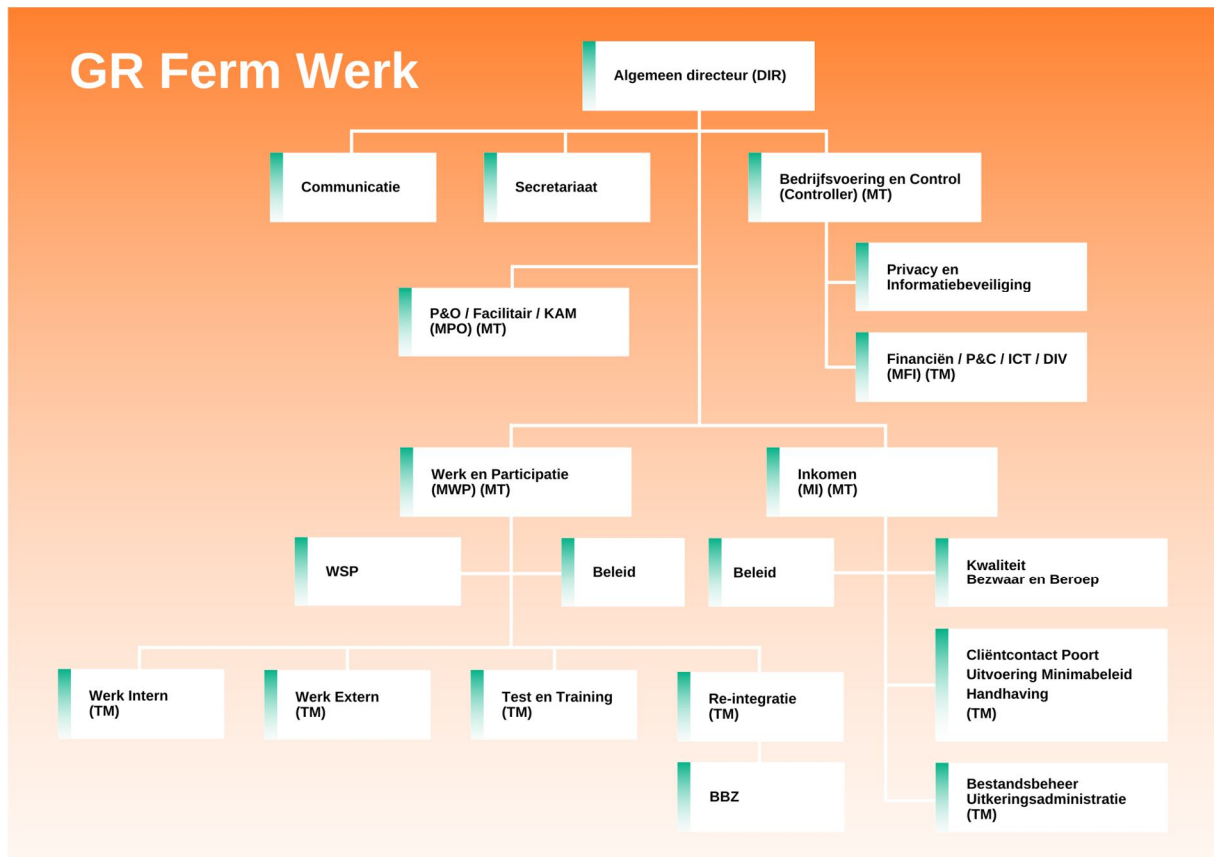 GR Ferm Werk
Algemeen directeur (DIR)
Communicatie
Secretariaat
Bedrijfsvoering en Control
(Controller) (MT)
Privacy en
Informatiebeveiliging
P&O / Facilitair / KAM
(MPO) (MT)
Financiën / P&C / ICT / DIV
(MFI) (TM)
Werk en Participatie
(MWP) (MT)
Inkomen
(MI) (MT)
WSP
Beleid
Beleid
Kwaliteit
Bezwaar en Beroep
Cliëntcontact Poort
Uitvoering Minimabeleid
Handhaving
(TM)
Werk Intern
(TM)
Werk Extern
(TM)
Test en Training
(TM)
Re-integratie
(TM)
BBZ
Bestandsbeheer
Uitkeringsadministratie
(TM)